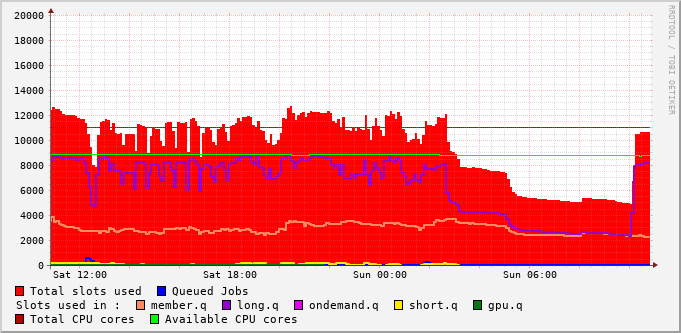 20000
18000
16000
14000
12000
10000
8000
6000
4000
2000
0
Sat 12:00 Sat 18:00 Sun 00:00 Sun 06:00
RRDTOOL / TOBI OETIKER
Total slots used Queued Jobs
Slots used in : member.q long.q ondemand.q short.q gpu.q
Total CPU cores Available CPU cores